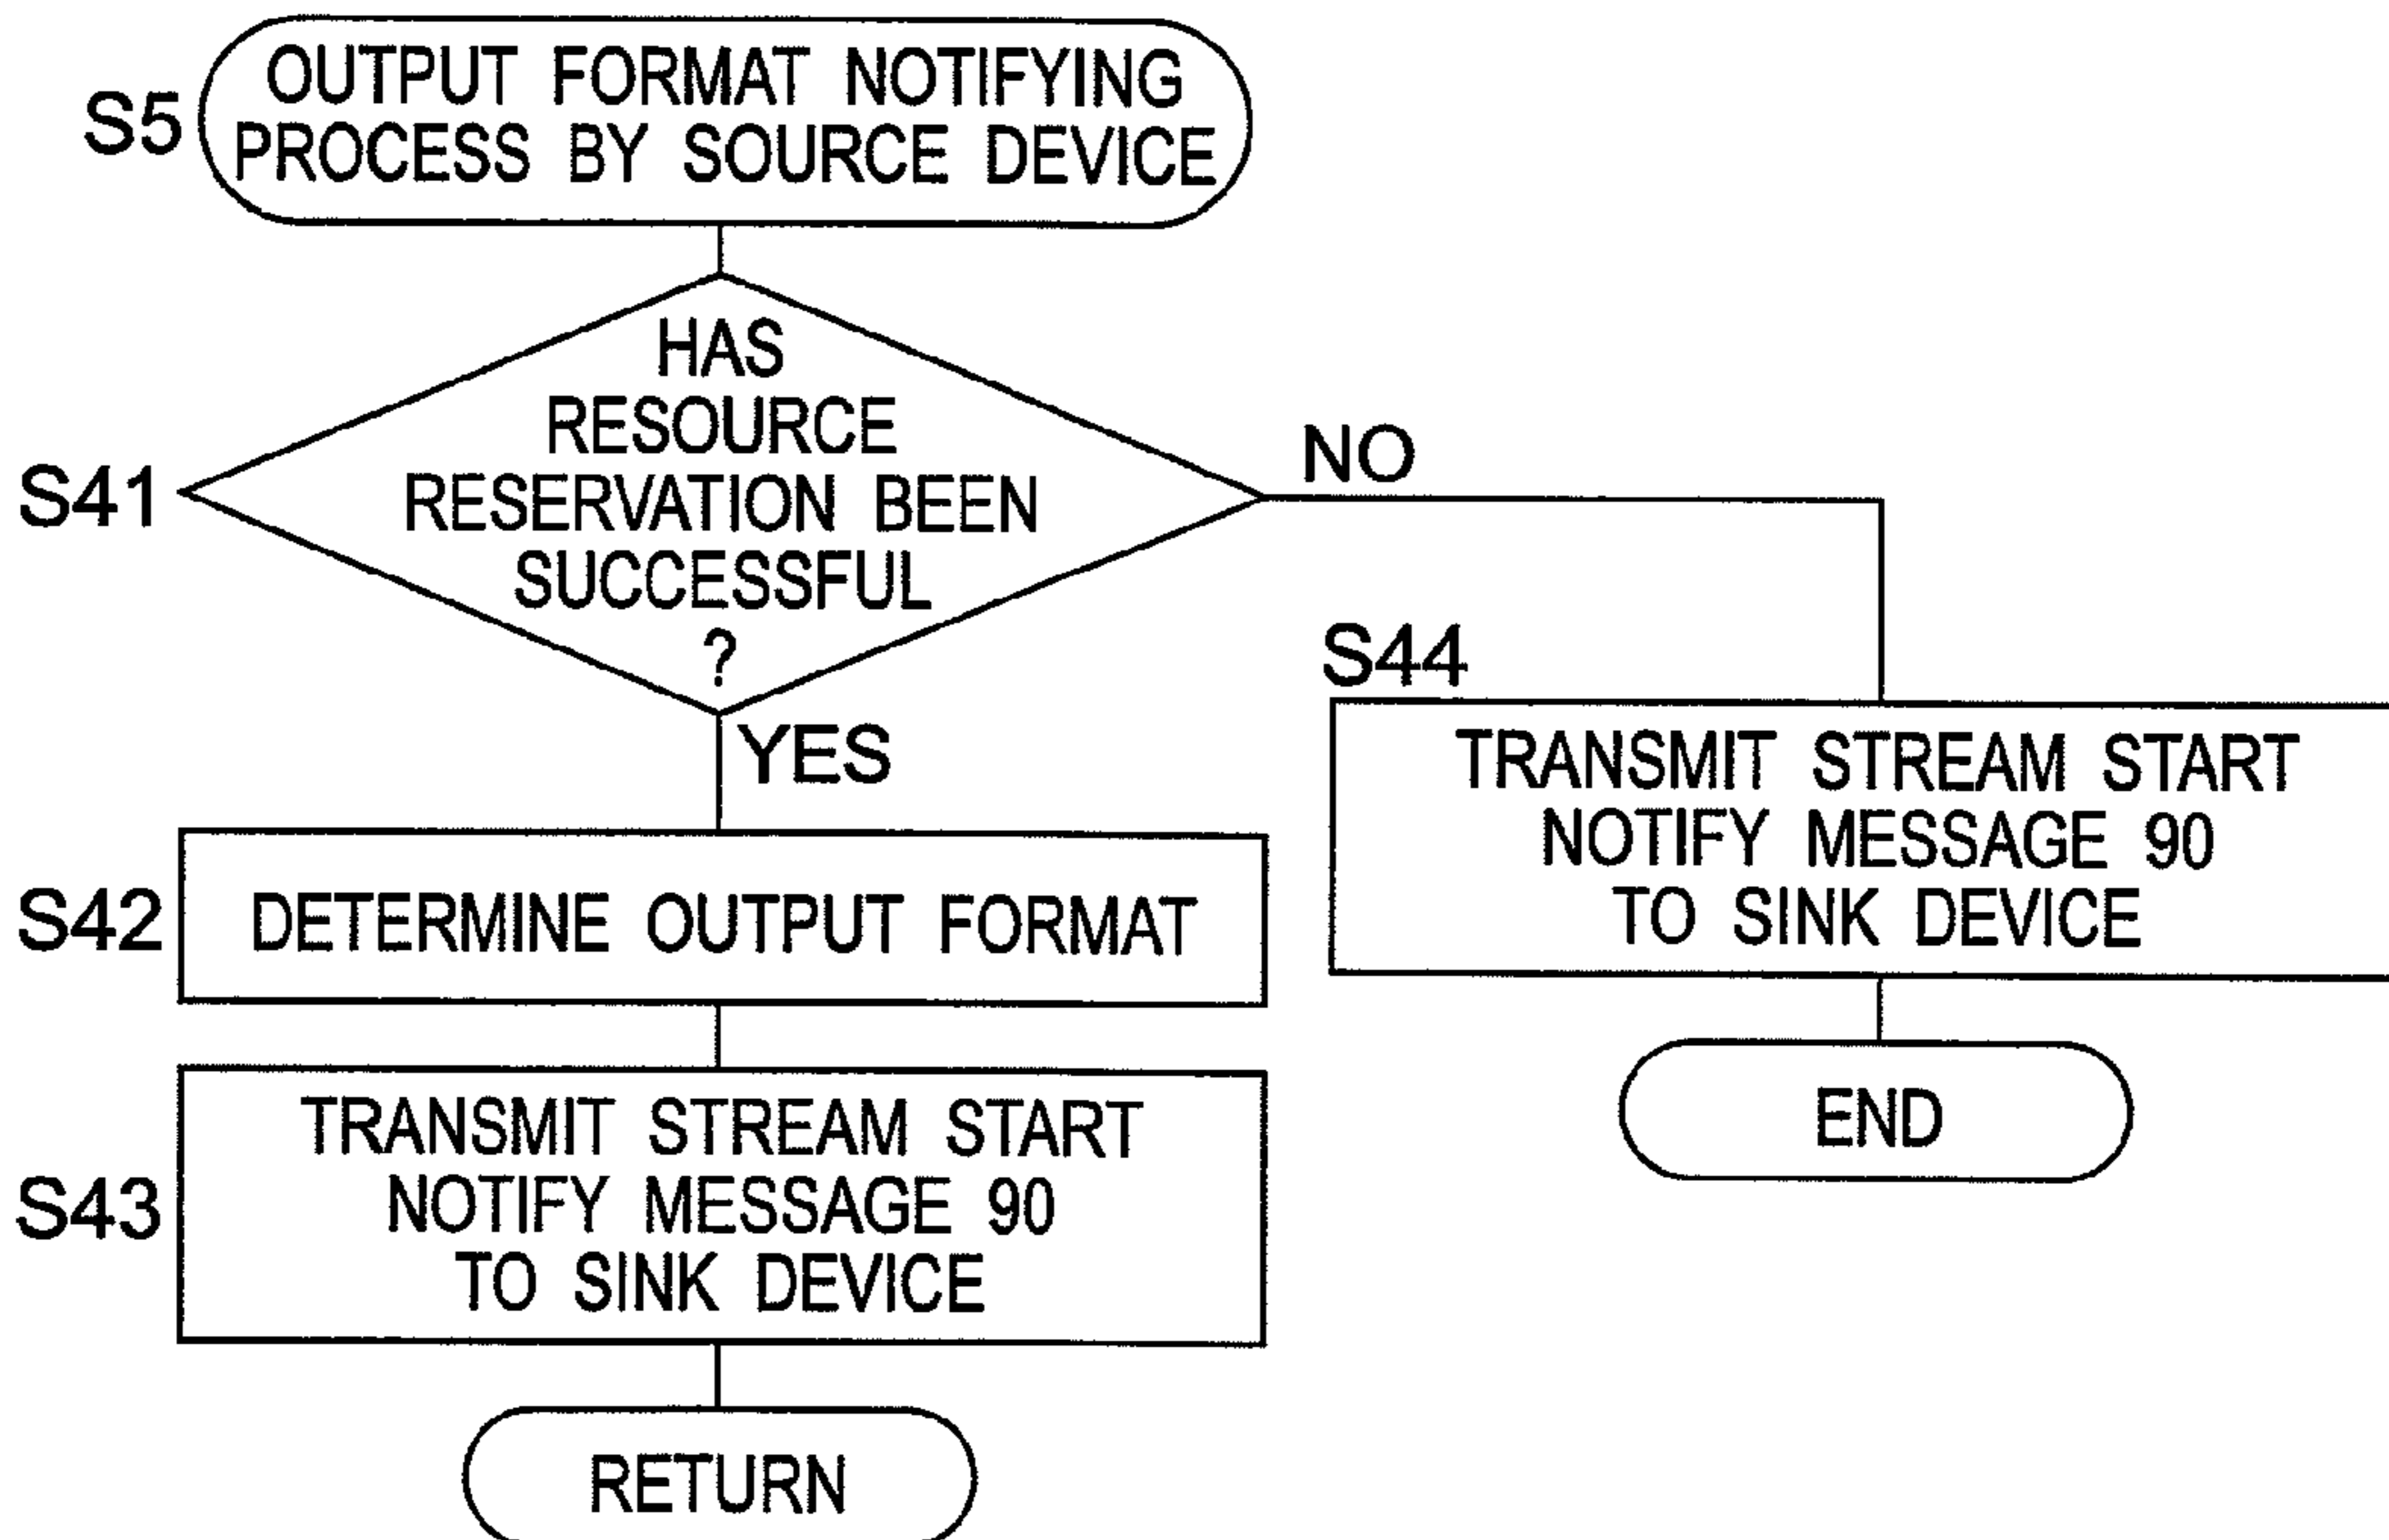 S5
OUTPUT FORMAT NOTIFYING
PROCESS BY SOURCE DEVICE
S41
HAS
RESOURCE
RESERVATION BEEN
SUCCESSFUL
?
NO
YES
S42
DETERMINE OUTPUT FORMAT
S43
TRANSMIT STREAM START
NOTIFY MESSAGE 90
TO SINK DEVICE
RETURN
S44
TRANSMIT STREAM START
NOTIFY MESSAGE 90
TO SINK DEVICE
END